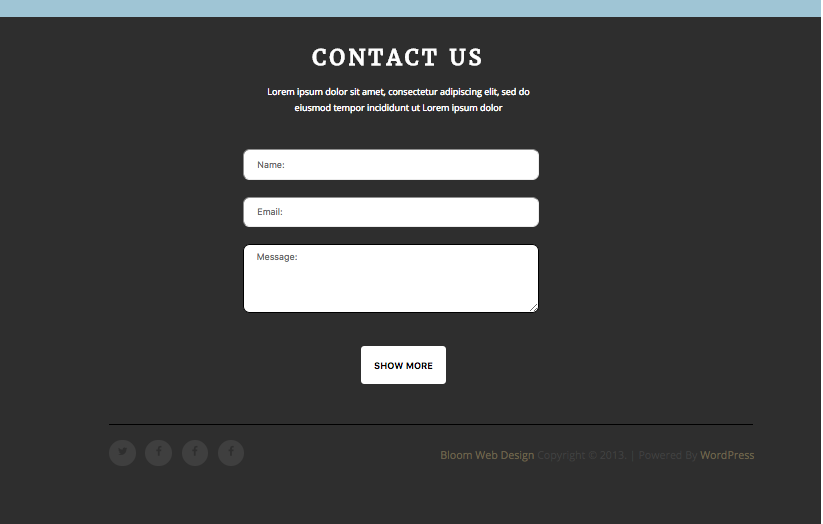 CONTACT US
Lorem ipsum dolor sit amet, consectetur adipiscing elit, sed do
eiusmod tempor incididunt ut Lorem ipsum dolor
Name:
Email:
Message:
SHOW MORE
Bloom Web Design Copyright © 2013. | Powered By WordPress